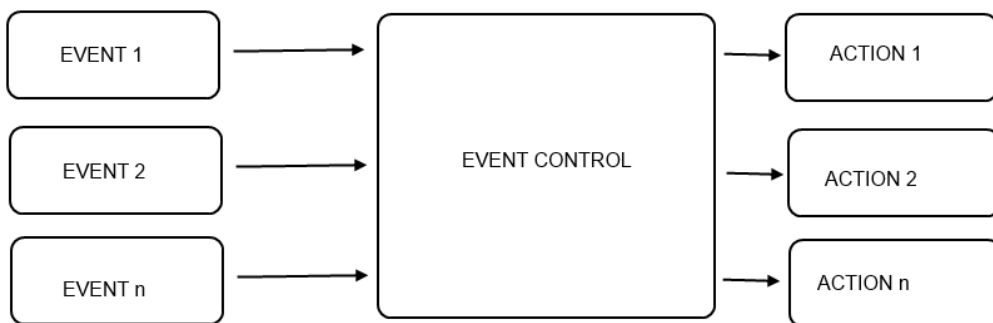 EVENT 1
ACTION 1
EVENT 2
EVENT CONTROL
ACTION 2
EVENT n
ACTION n